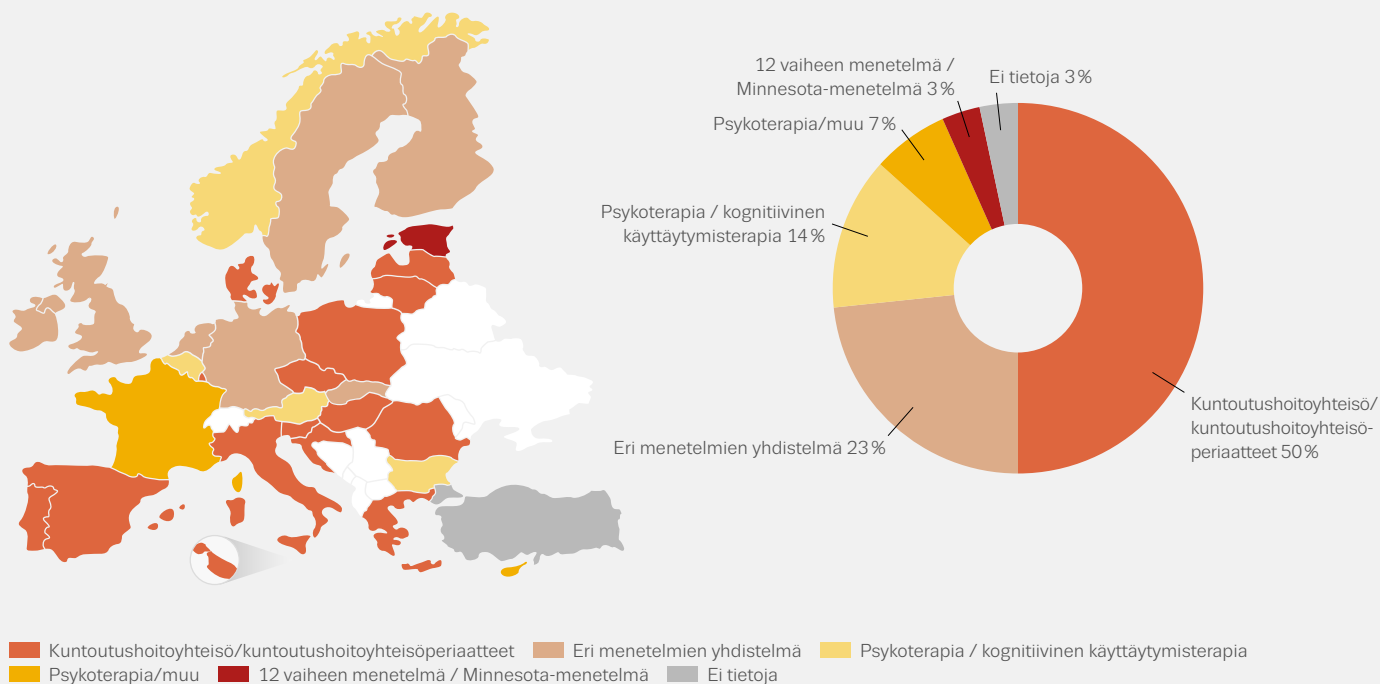 12 vaiheen menetelmä /
Minnesota-menetelmä 3 %
Ei tietoja 3 %
Psykoterapia/muu 7 %
Psykoterapia / kognitiivinen
käyttäytymisterapia 14 %
Eri menetelmien yhdistelmä 23 %
Kuntoutushoitoyhteisö/
kuntoutushoitoyhteisö-
periaatteet 50 %
Kuntoutushoitoyhteisö/kuntoutushoitoyhteisöperiaatteet Eri menetelmien yhdistelmä Psykoterapia / kognitiivinen käyttäytymisterapia
Psykoterapia/muu 12 vaiheen menetelmä / Minnesota-menetelmä Ei tietoja